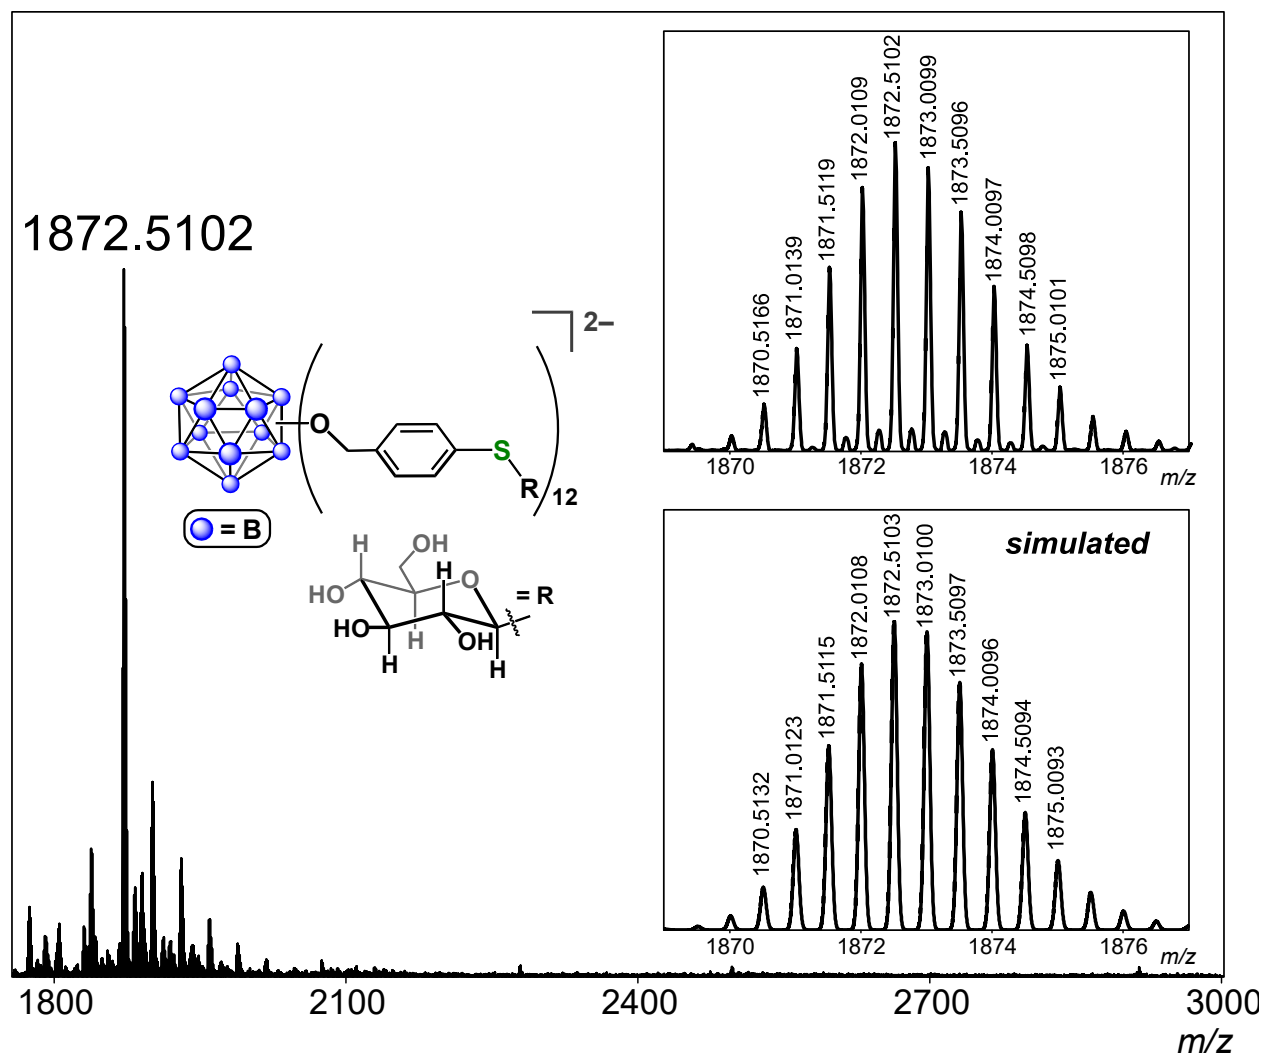 1872.5102
2–
O
S
R
12
= B
H
OH
H
O
HO
= R
HO
H
OH
H
H
1870.5166
1871.0139
1871.5119
1872.0109
1872.5102
1873.0099
1873.5096
1874.0097
1874.5098
1875.0101
1870
1872
1874
1876
m/z
simulated
1870.5132
1871.0123
1871.5115
1872.0108
1872.5103
1873.0100
1873.5097
1874.0096
1874.5094
1875.0093
1870
1872
1874
1876
m/z
1800
2100
2400
2700
3000
m/z